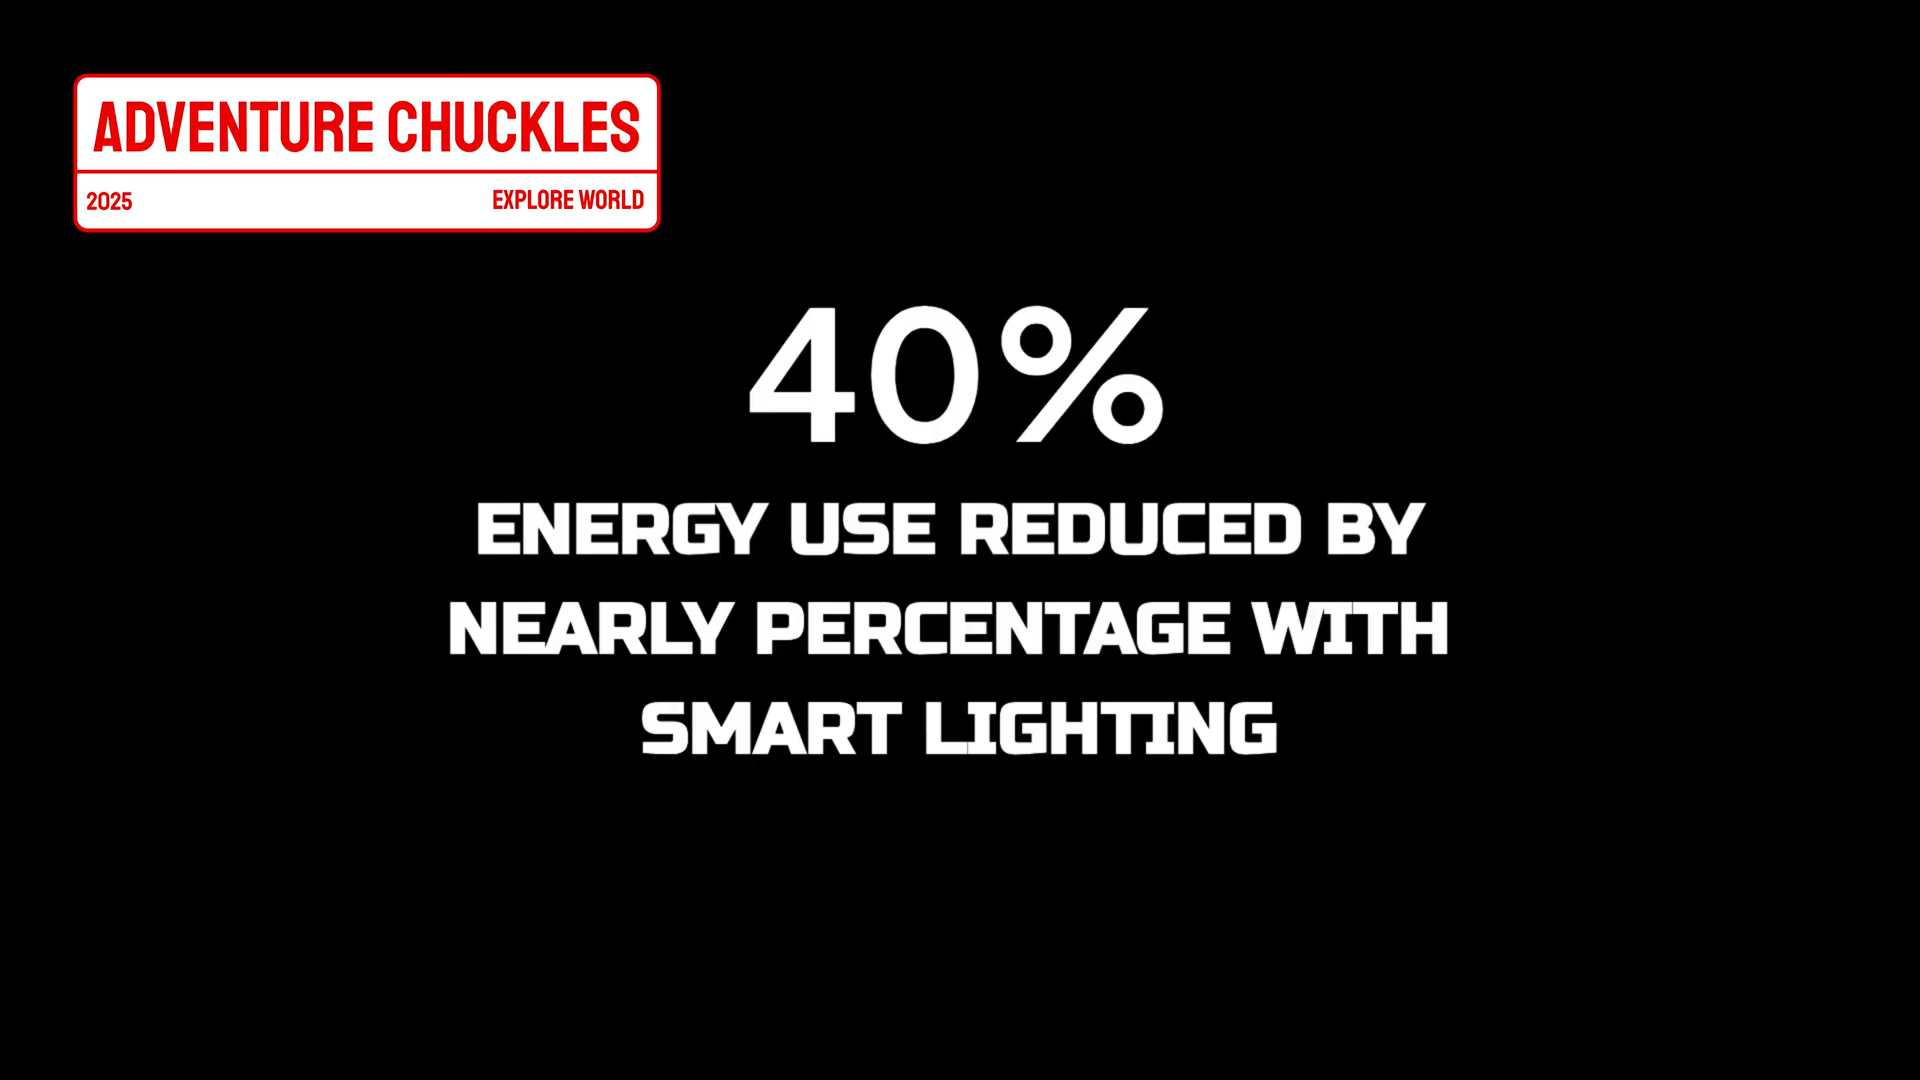 ADVENTURE CHUCKLES
2025 EXPLORE WORLD
40%
ENERGY USE REDUCED BY
NEARLY PERCENTAGE WITH
SMART LIGHTING